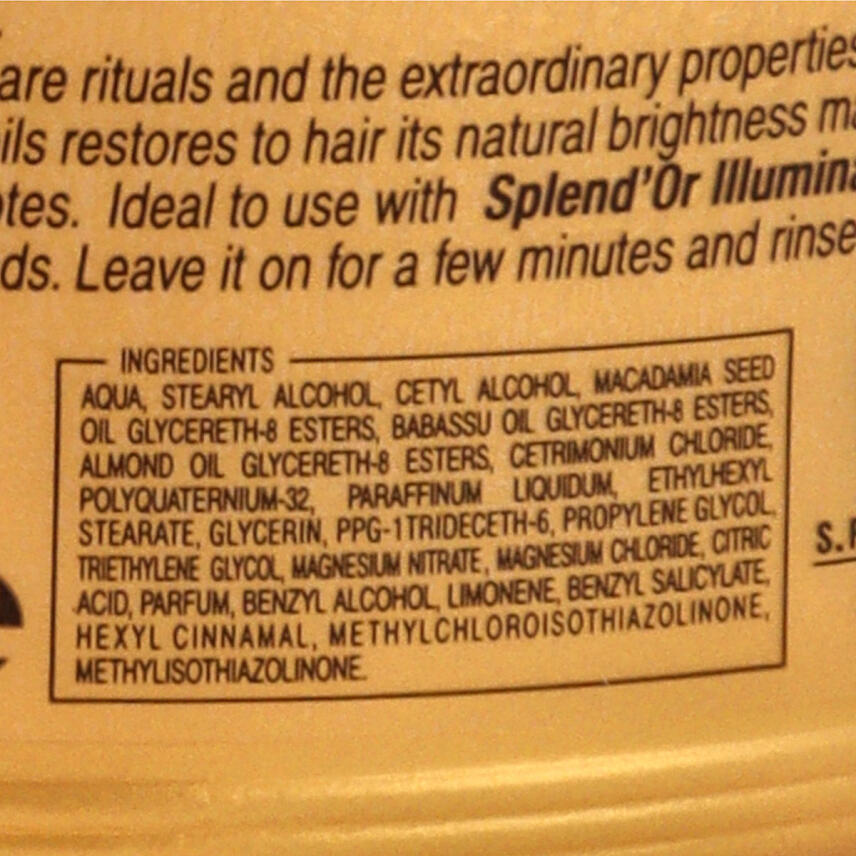 are rituals and the extraordinary properties
ils restores to hair its natural brightness
tes. Ideal to use with Splend'Or
ds. Leave it on for a few minutes and rinse
INGREDIENTS
AQUA, STEARYL ALCOHOL, CETYL ALCOHOL, MACADAMIA SEED
OIL GLYCERETH-8 ESTERS, BABASSU OIL GLYCERETH-8 ESTERS,
ALMOND OIL GLYCERETH-8 ESTERS, CETRIMONIUM CHLORIDE,
POLYQUATERNIUM-32, PARAFFINUM LIQUIDUM, ETHYLHEXYL
STEARATE, GLYCERIN, PPG-1TRIDECETH-6, PROPYLENE GLYCOL,
TRIETHYLENE GLYCOL, MAGNESIUM NITRATE, MAGNESIUM CHLORIDE, CITRIC
ACID, PARFUM, BENZYL ALCOHOL, LIMONENE, BENZYL SALICYLATE,
HEXYL CINNAMAL, METHYLCHLOROISOTHIAZOLINONE,
METHYLISOTHIAZOLINONE.
S.